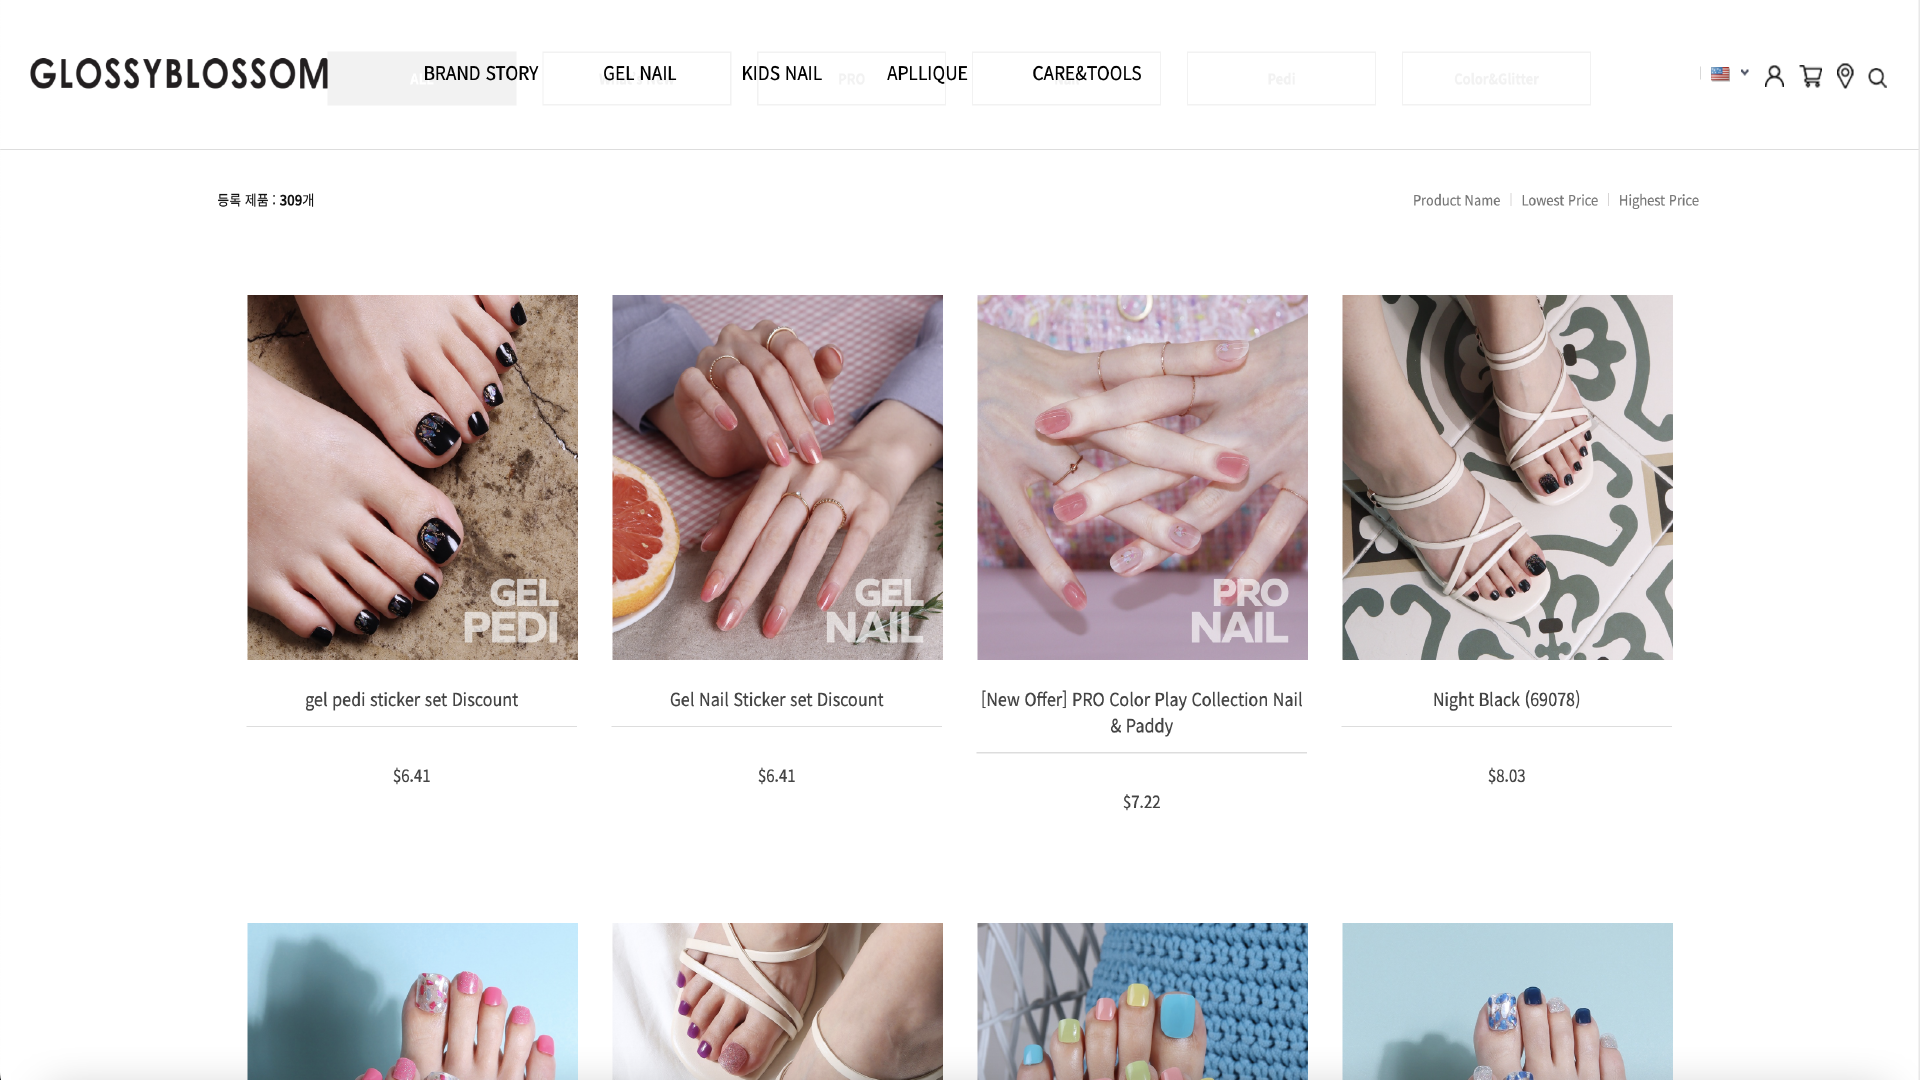 GLOSSYBLOSSOM
BRAND STORY
GEL NAIL
KIDS NAIL
APLLIQUE
CARE&TOOLS
PRO
Pedi
Color&Glitter
등록 제품 : 309개
Product Name
Lowest Price
Highest Price
GEL
PEDI
GEL
NAIL
PRO
NAIL
gel pedi sticker set Discount
Gel Nail Sticker set Discount
[New Offer] PRO Color Play Collection Nail
& Paddy
Night Black (69078)
$6.41
$6.41
$7.22
$8.03